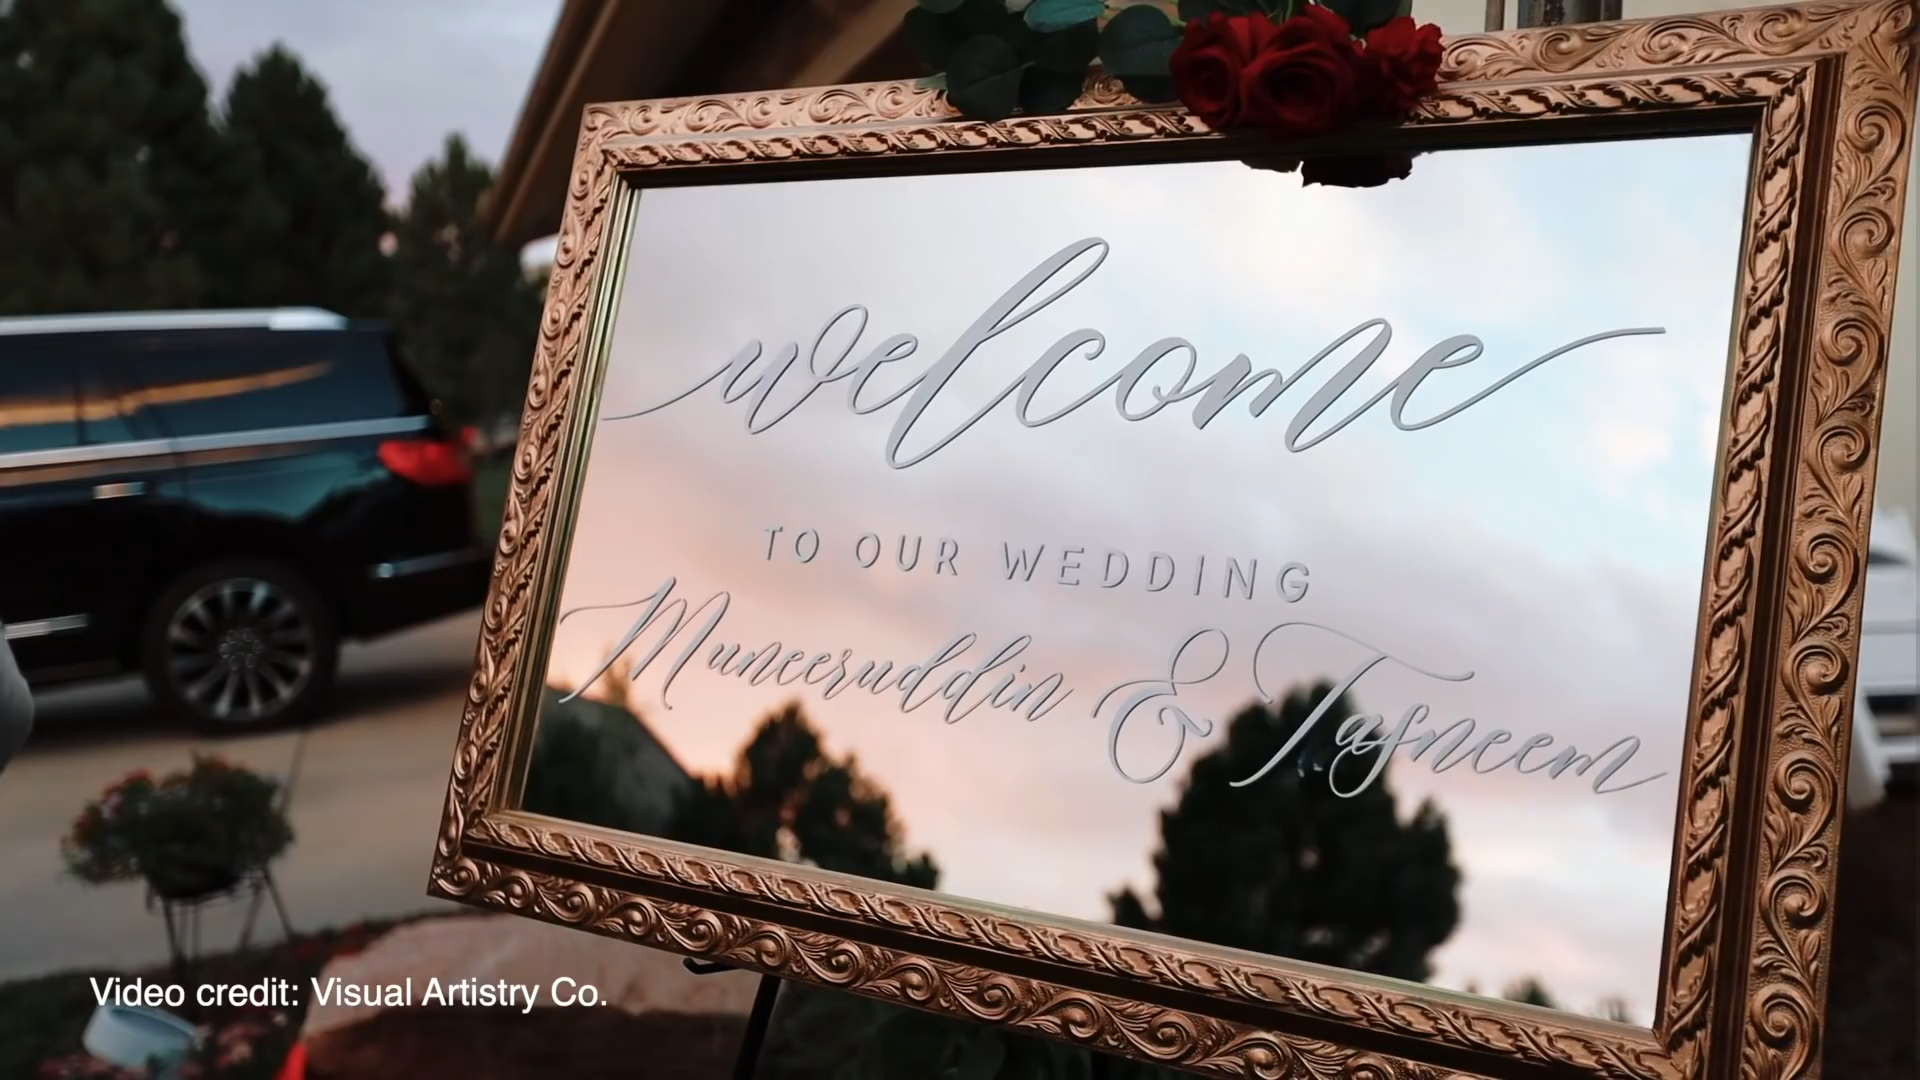 welcome
TO OUR WEDDING
Muneeruddin & Tasneem
Video credit: Visual Artistry Co.